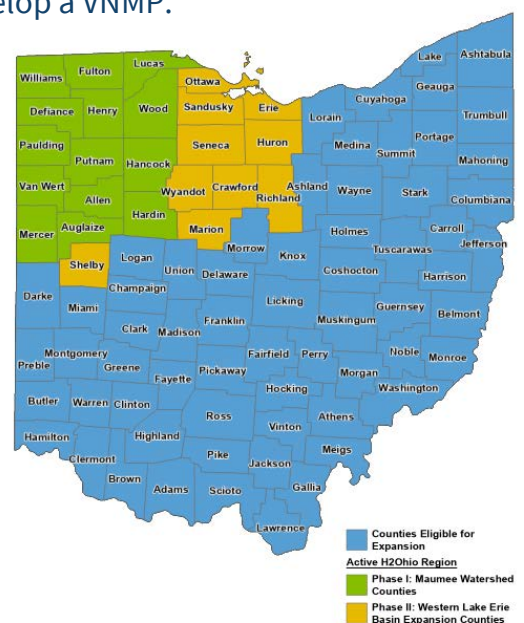 elop a VNMP.
Lake
Ashtabula
Lucas
Williams
Fulton
Ottawa
Geauga
Cuyahoga
Defiance
Henry
Wood
Sandusky
Erie
Lorain
Trumbull
Paulding
Seneca
Huron
Medina
Summit
Portage
Putnam
Hancock
Mahoning
Van Wert
Allen
Wyandot
Crawford
Richland
Ashland
Wayne
Stark
Columbiana
Mercer
Auglaize
Hardin
Marion
Morrow
Holmes
Carroll
Tuscarawas
Jefferson
Shelby
Logan
Union
Delaware
Knox
Coshocton
Harrison
Darke
Champaign
Miami
Licking
Clark
Madison
Franklin
Muskingum
Guernsey
Belmont
Montgomery
Preble
Greene
Fayette
Pickaway
Fairfield
Perry
Morgan
Noble
Monroe
Hocking
Washington
Butler
Warren
Clinton
Ross
Vinton
Athens
Hamilton
Highland
Pike
Meigs
Clermont
Jackson
Brown
Adams
Scioto
Gallia
Lawrence
Counties Eligible for
Expansion
Active H2Ohio Region
Phase I: Maumee Watershed
Counties
Phase II: Western Lake Erie
Basin Expansion Counties